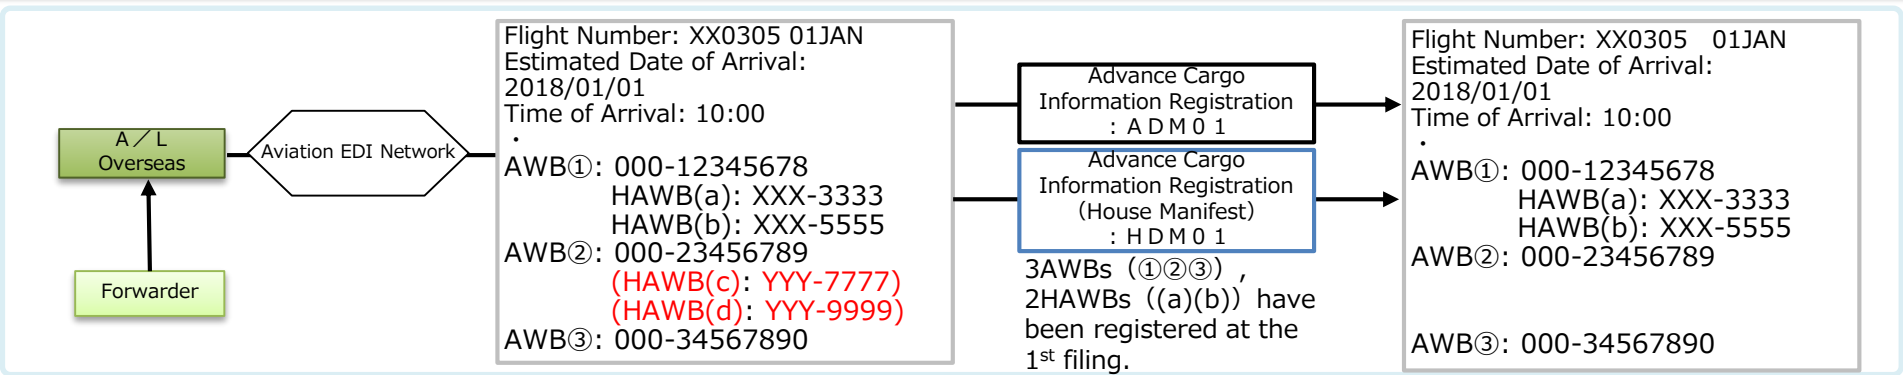 A／L
Overseas
Forwarder
Aviation EDI Network
Flight Number: XX0305 01JAN
Estimated Date of Arrival:
2018/01/01
Time of Arrival: 10:00
・
AWB①: 000-12345678
HAWB(a): XXX-3333
HAWB(b): XXX-5555
AWB②: 000-23456789
(HAWB(c): YYY-7777)
(HAWB(d): YYY-9999)
AWB③: 000-34567890
Advance Cargo
Information Registration
：ＡＤＭ０１
Advance Cargo
Information Registration
（House Manifest）
：ＨＤＭ０１
3AWBs（①②③）,
2HAWBs（(a)(b)）have
been registered at the
1st filing.
Flight Number: XX0305 01JAN
Estimated Date of Arrival:
2018/01/01
Time of Arrival: 10:00
・
AWB①: 000-12345678
HAWB(a): XXX-3333
HAWB(b): XXX-5555
AWB②: 000-23456789
AWB③: 000-34567890